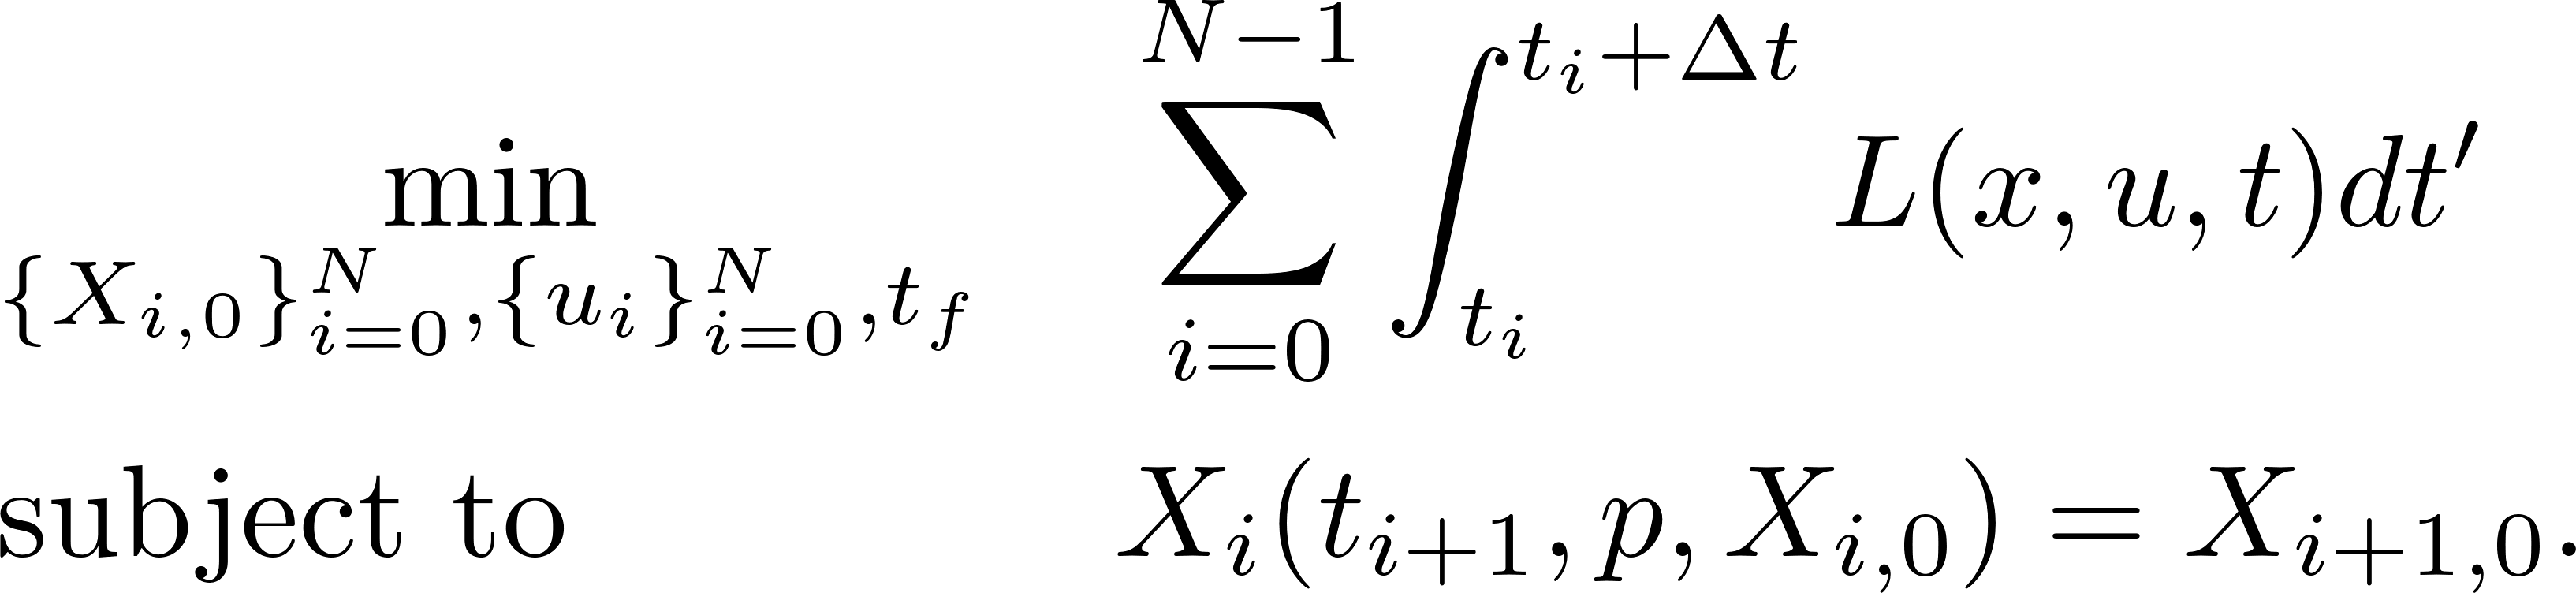 \min_{\{X_{i,0}\}_{i=0}^{N},\{u_i\}_{i=0}^{N},t_f} \sum_{i=0}^{N-1} \int_{t_i}^{t_i+\Delta t} L(x,u,t)dt'
subject to X_i(t_{i+1},p,X_{i,0}) = X_{i+1,0}.